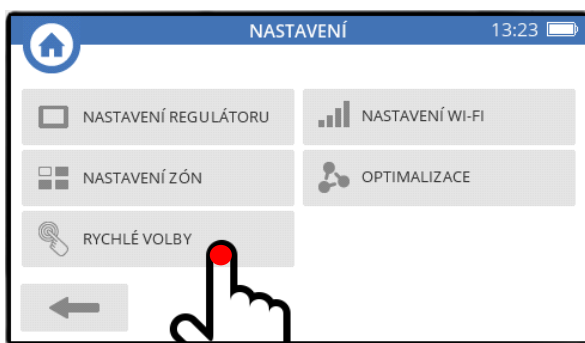 NASTAVENÍ 13:23
NASTAVENÍ REGULÁTORU
NASTAVENÍ WI-FI
NASTAVENÍ ZÓN
OPTIMALIZACE
RYCHLÉ VOLBY